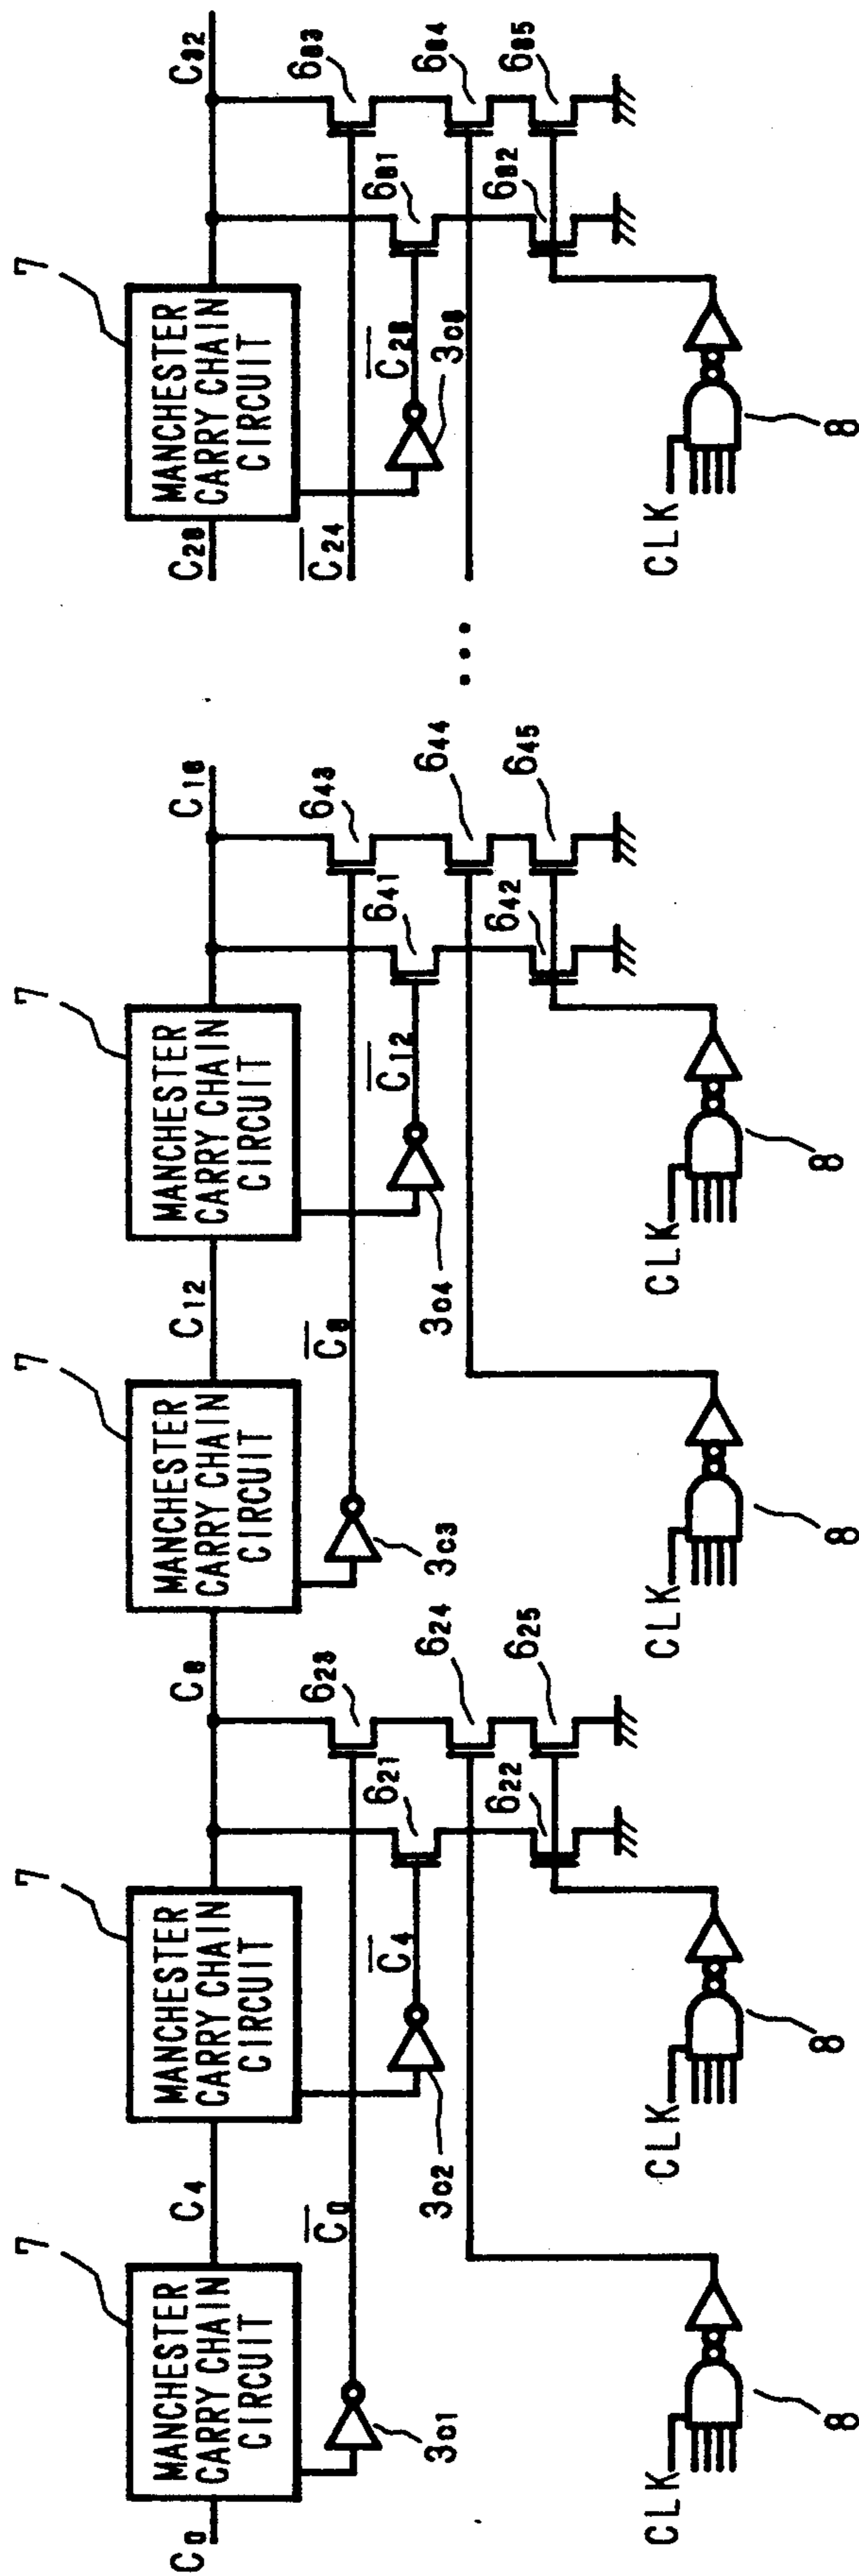 7
7
7
7
7
C₀
MANCHESTER
CARRY CHAIN
CIRCUIT
C₄
MANCHESTER
CARRY CHAIN
CIRCUIT
C₈
MANCHESTER
CARRY CHAIN
CIRCUIT
C₁₂
MANCHESTER
CARRY CHAIN
CIRCUIT
C₁₆
C₂₈
MANCHESTER
CARRY CHAIN
CIRCUIT
C₃₂
C̅₀
6₂₃
C̅₈
6₄₃
C̅₂₄
6₈₃
3c1
3c2
C̅₄
6₂₁
6₂₄
3c3
3c4
C̅₁₂
6₄₁
6₄₄
...
3c8
C̅₂₈
6₈₁
6₈₄
6₂₂
6₂₅
6₄₂
6₄₅
6₈₂
6₈₅
CLK
8
CLK
8
CLK
8
CLK
8
CLK
8